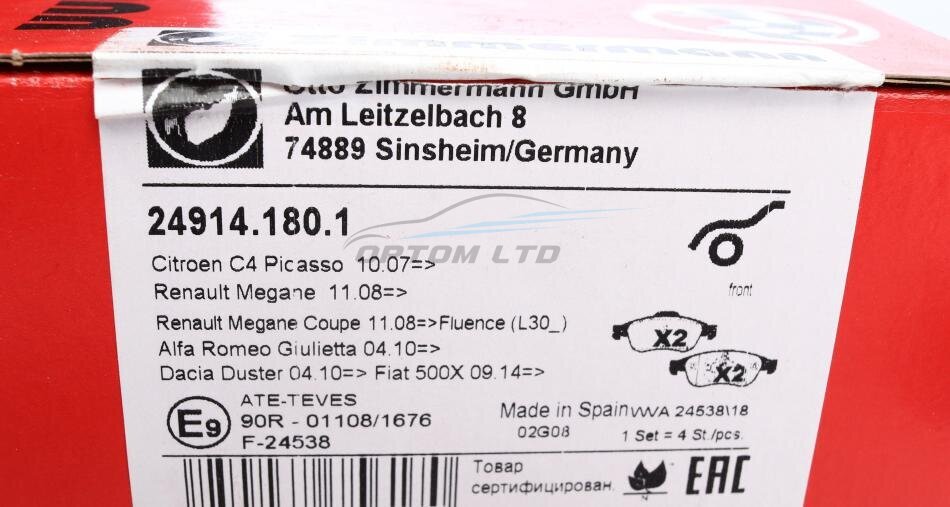 Otto Zimmermann GmbH
Am Leitzelbach 8
74889 Sinsheim/Germany
24914.180.1
ORTOM LTD
Citroen C4 Picasso 10.07=>
Renault Megane 11.08=>
front
Renault Megane Coupe 11.08=>Fluence (L30_)
Alfa Romeo Giulietta 04.10=>
Dacia Duster 04.10=> Fiat 500X 09.14=>
X2
X2
E9
ATE-TEVES
90R - 01108/1676
F-24538
Made in Spain
VWA 24538\18
02G08
1 Set = 4 St./pcs.
Товар
сертифицирован.
EAC